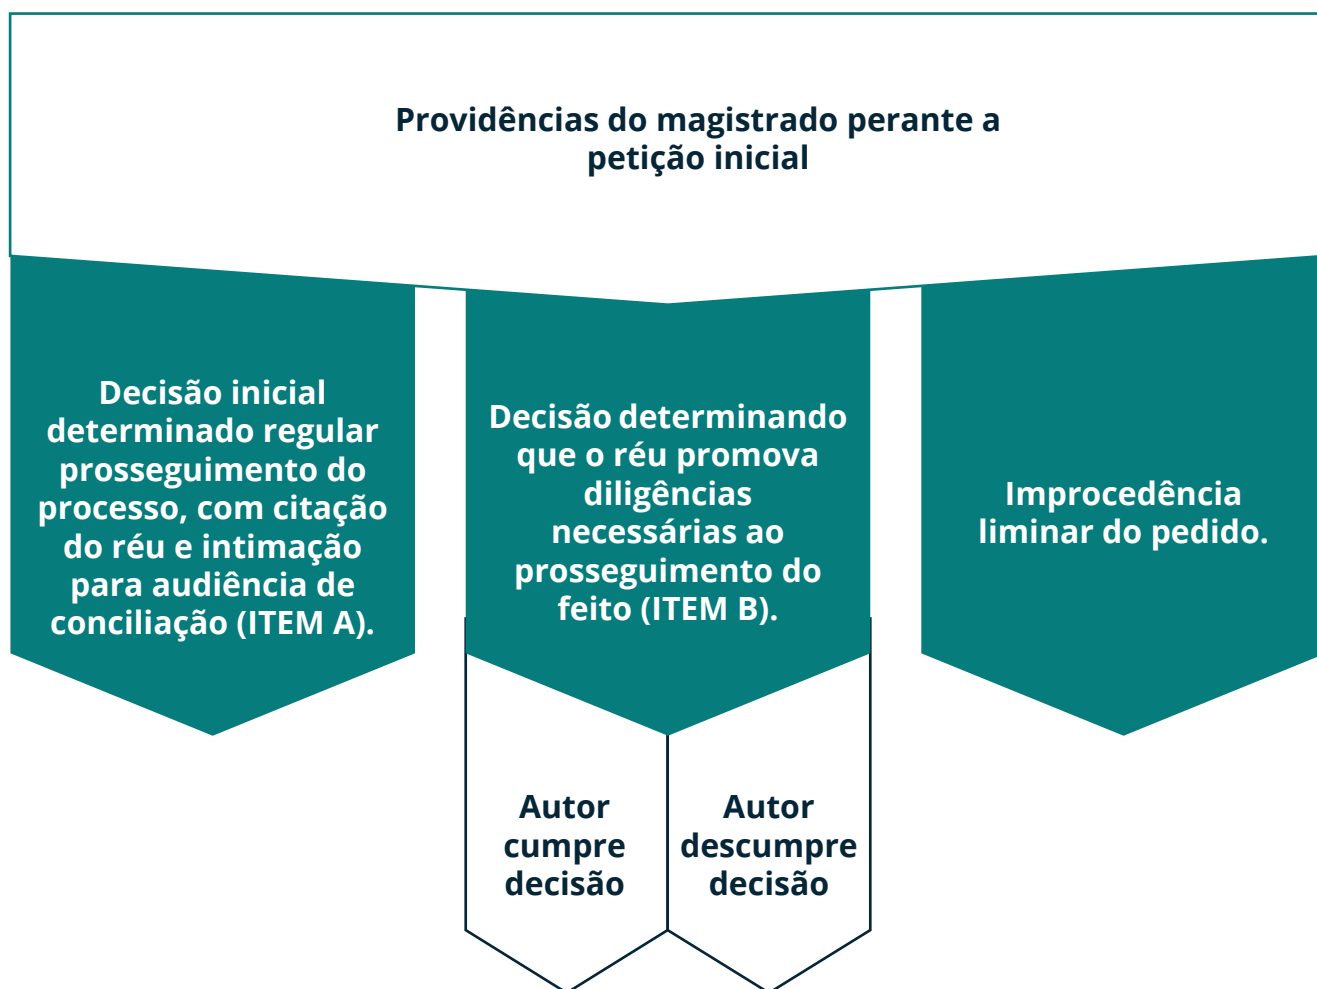 Providências do magistrado perante a
petição inicial
Decisão inicial
determinado regular
prosseguimento do
processo, com citação
do réu e intimação
para audiência de
conciliação (ITEM A).
Decisão determinando
que o réu promova
diligências
necessárias ao
prosseguimento do
feito (ITEM B).
Improcedência
liminar do pedido.
Autor
cumpre
decisão
Autor
descumpre
decisão